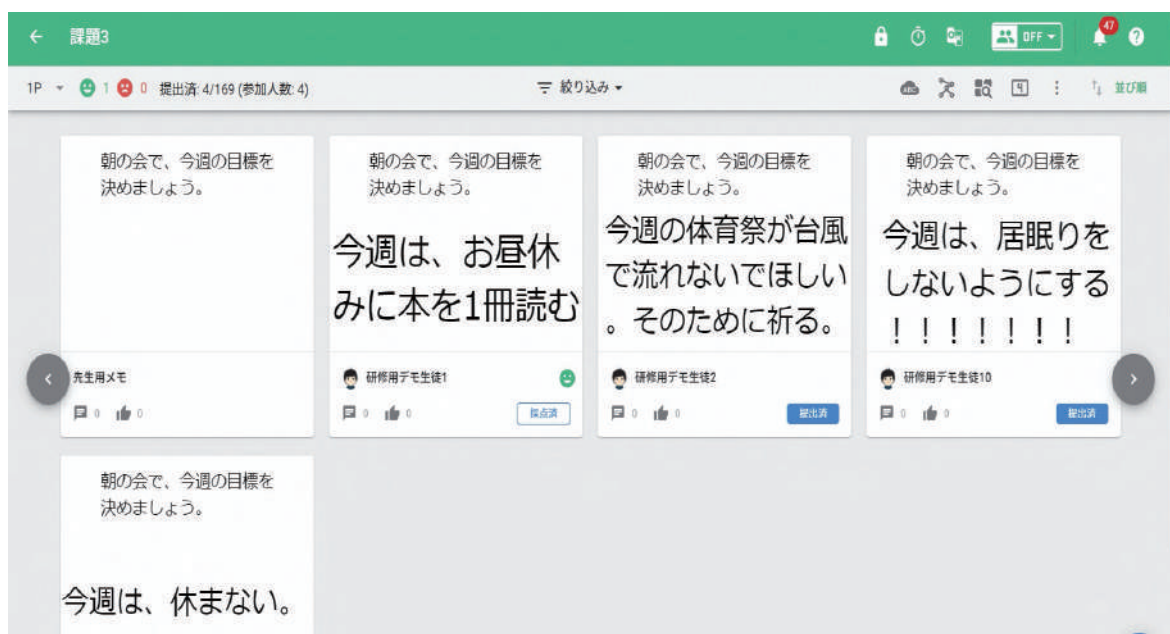 課題3
OFF
47
1P
1
0
提出済: 4/169 (参加人数: 4)
絞り込み
4
並び順
朝の会で、今週の目標を
決めましょう。
先生用メモ
0
0
朝の会で、今週の目標を
決めましょう。
今週は、お昼休
みに本を1冊読む
研修用デモ生徒1
0
0
採点済
朝の会で、今週の目標を
決めましょう。
今週の体育祭が台風
で流れないでほしい
。そのために祈る。
研修用デモ生徒2
0
0
提出済
朝の会で、今週の目標を
決めましょう。
今週は、居眠りを
しないようにする
！！！！！！！
研修用デモ生徒10
0
0
提出済
朝の会で、今週の目標を
決めましょう。
今週は、休まない。